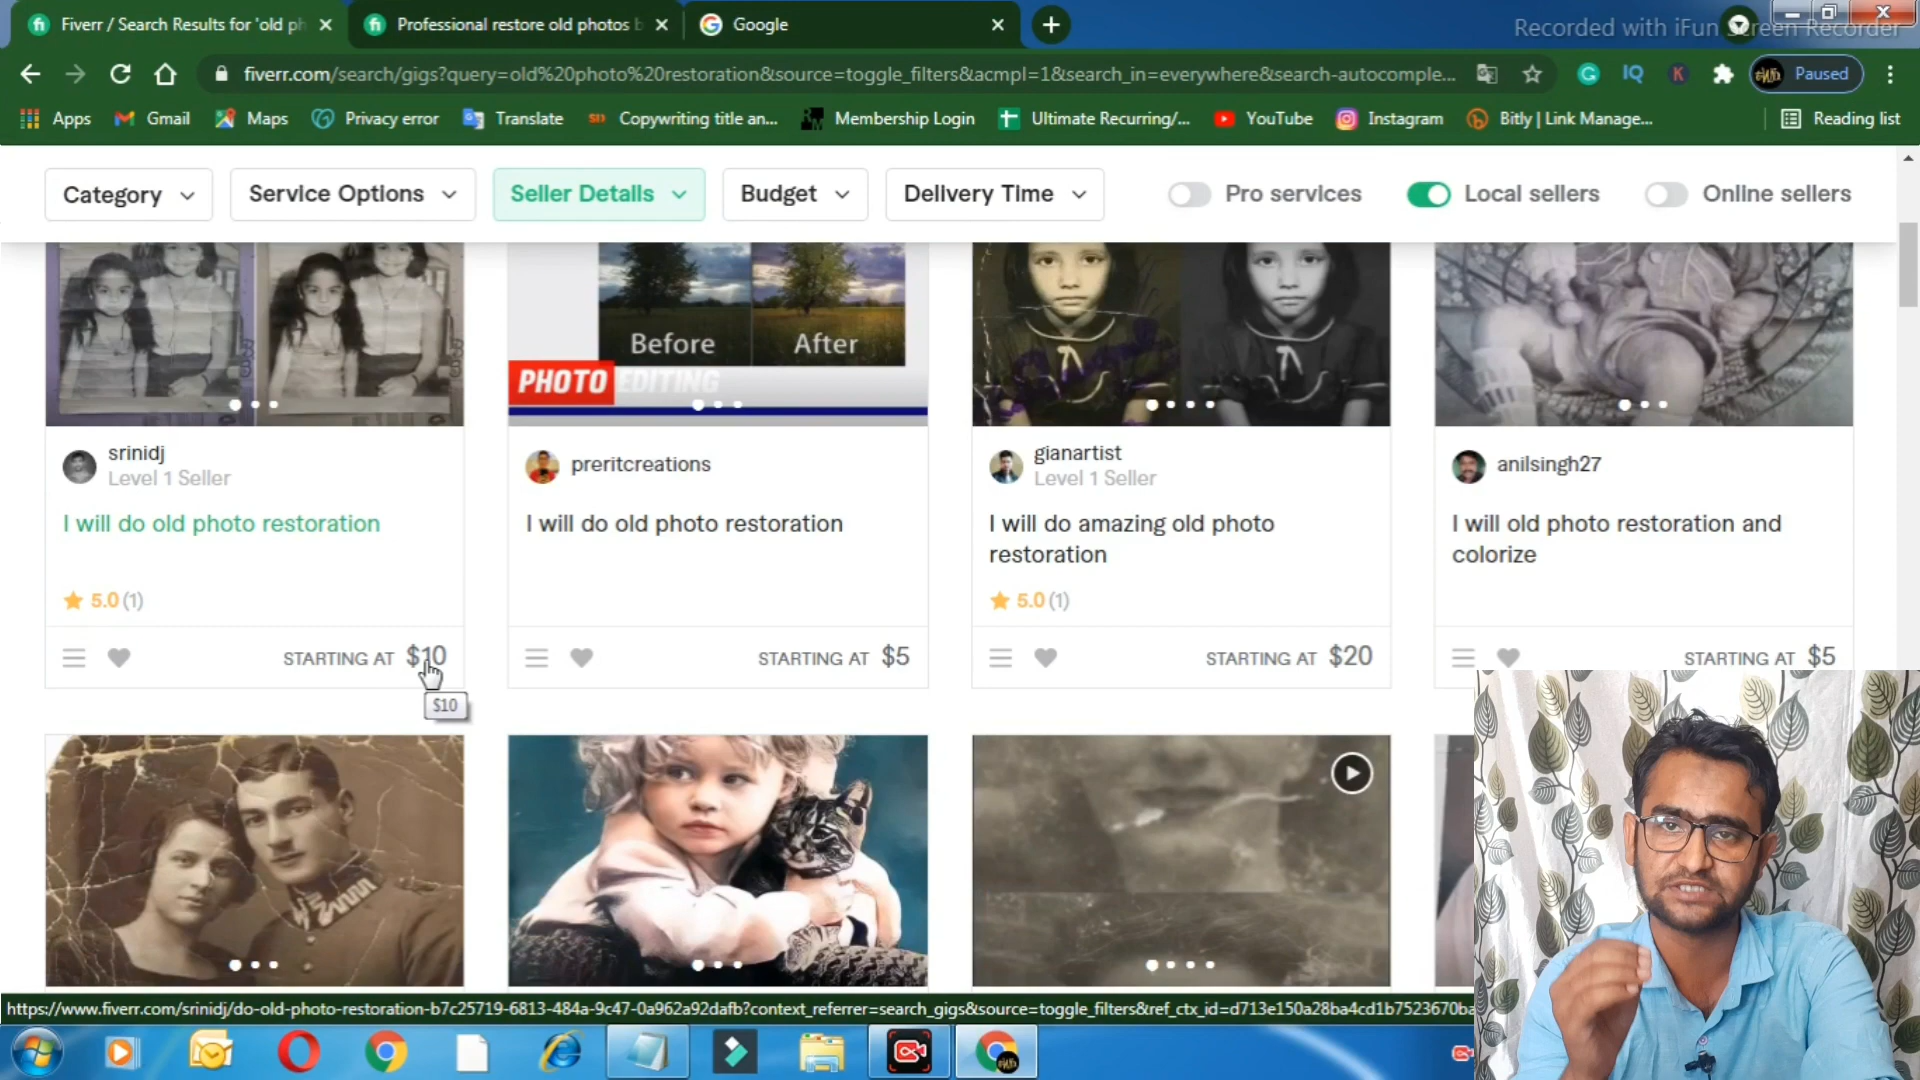 Fiverr / Search Results for 'old ph
Professional restore old photos b
Google
Recorded with iFun Screen Recorder
fiverr.com/search/gigs?query=old%20photo%20restoration&source=toggle_filters&acmpl=1&search_in=everywhere&search-autocomple...
Paused
Apps
Gmail
Maps
Privacy error
Translate
Copywriting title an...
Membership Login
Ultimate Recurring/...
YouTube
Instagram
Bitly | Link Manage...
Reading list
Category
Service Options
Seller Details
Budget
Delivery Time
Pro services
Local sellers
Online sellers
Before
After
PHOTO EDITING
srinidj
Level 1 Seller
I will do old photo restoration
5.0 (1)
STARTING AT $10
$10
preritcreations
I will do old photo restoration
STARTING AT $5
gianartist
Level 1 Seller
I will do amazing old photo
restoration
5.0 (1)
STARTING AT $20
anilsingh27
I will old photo restoration and
colorize
STARTING AT $5
https://www.fiverr.com/srinidj/do-old-photo-restoration-b7c25719-6813-484a-9c47-0a962a92dafb?context_referrer=search_gigs&source=toggle_filters&ref_ctx_id=d713e150a28ba4cd1b7523670ba